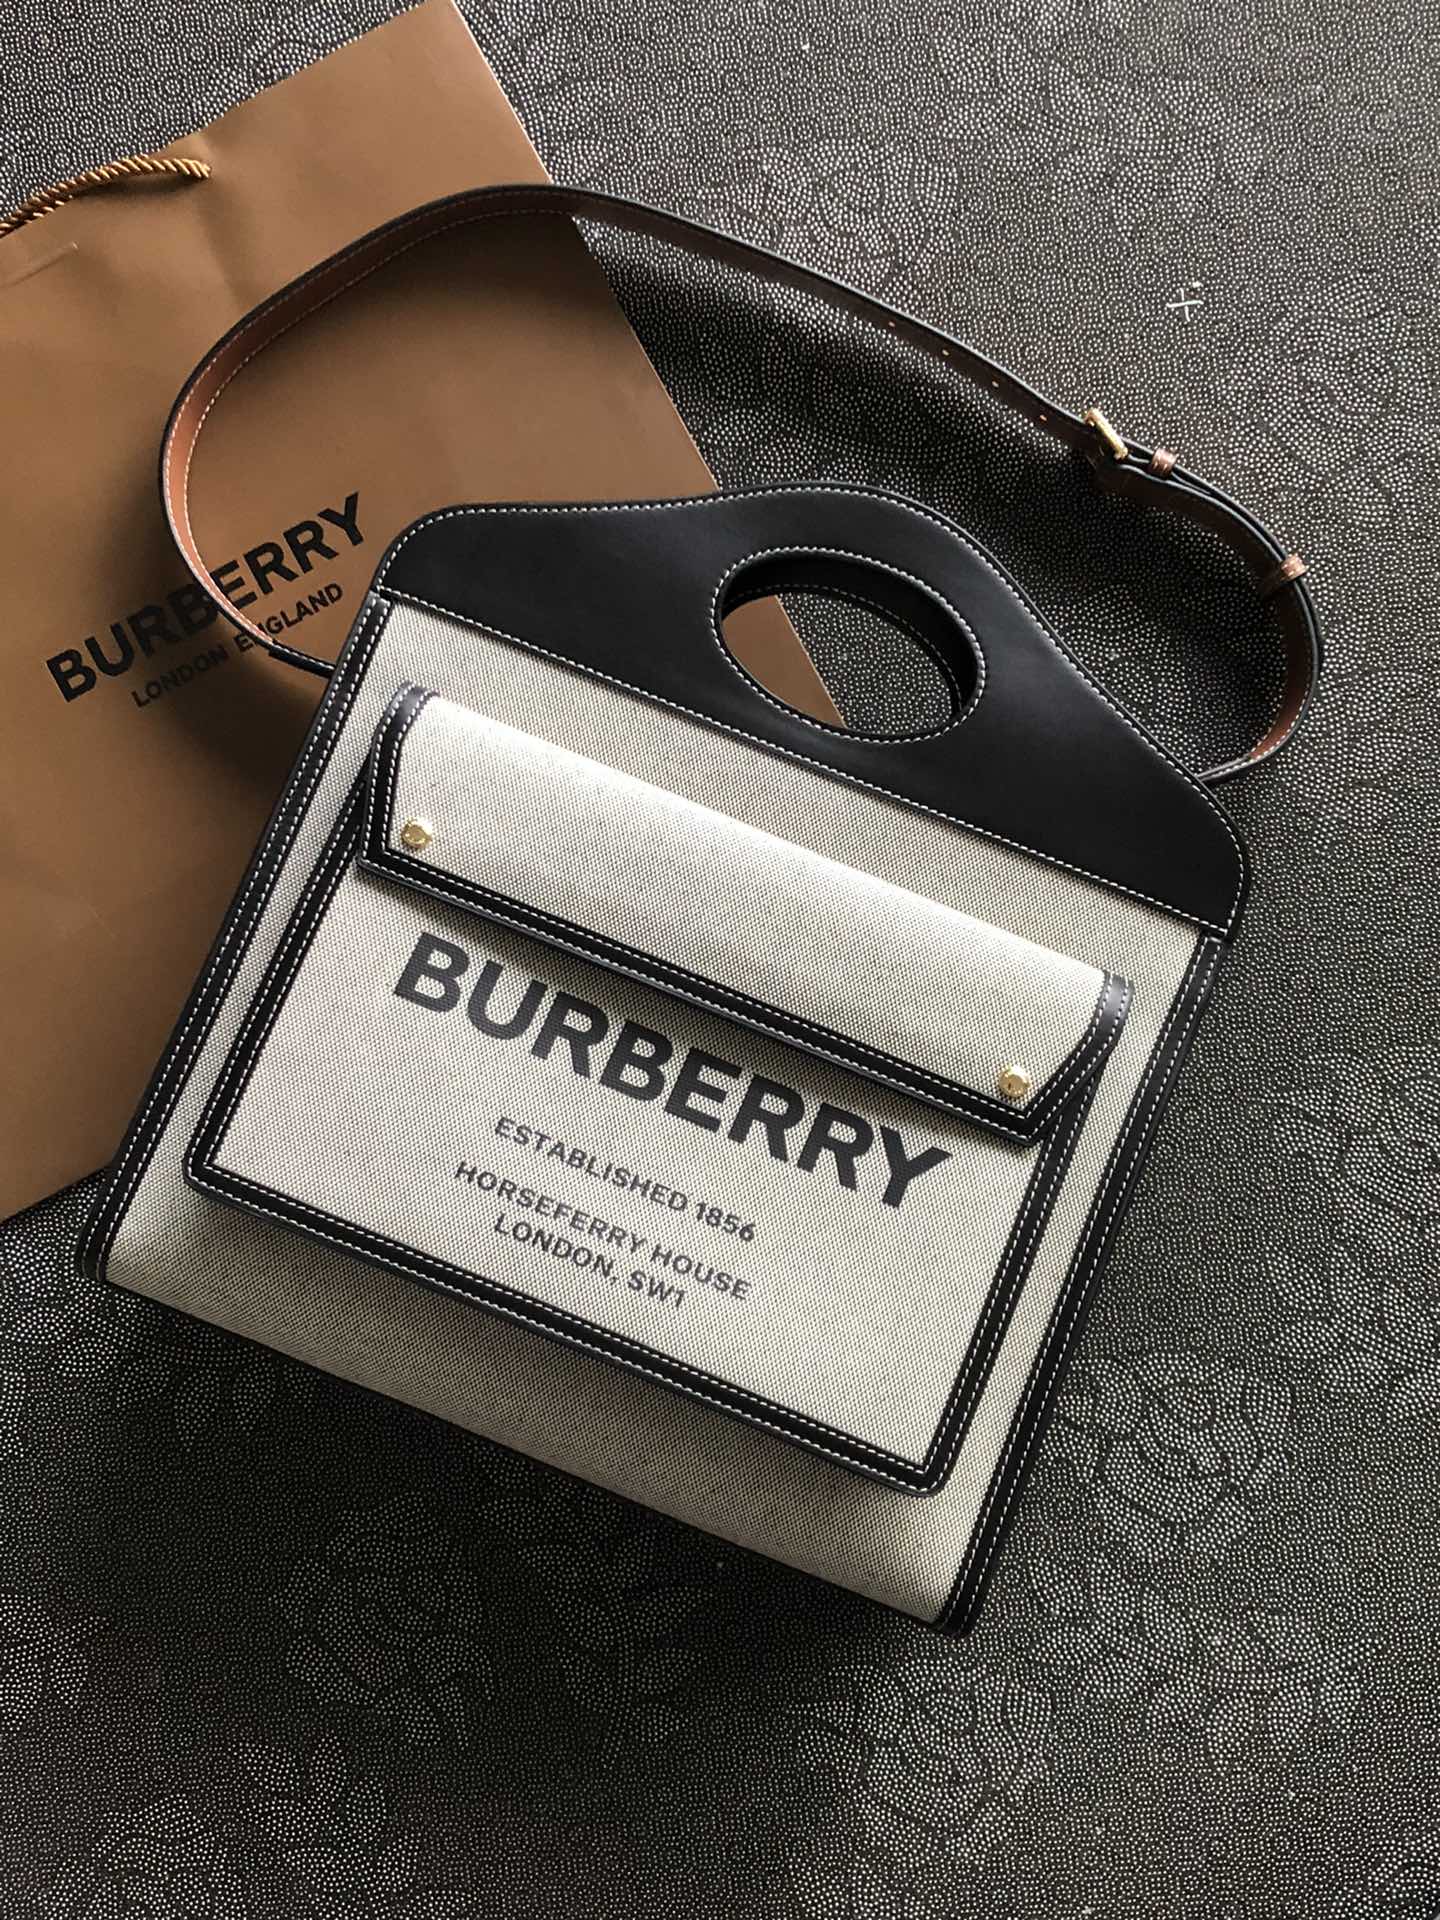 BURBERRY
LONDON ENGLAND
BURBERRY
ESTABLISHED 1856
HORSEFERRY HOUSE
LONDON, SW1